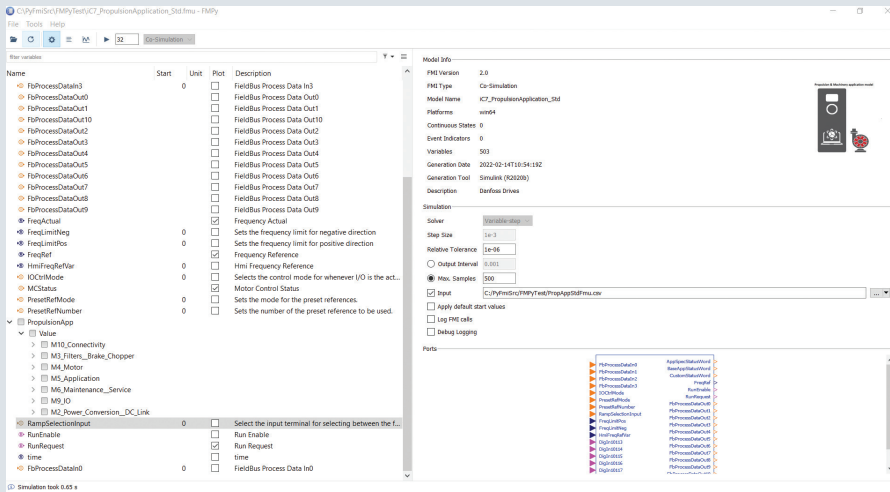 C:\PyFmiSrc\FMPyTest\iC7_PropulsionApplication_Std.fmu - FMPy
File Tools Help
32 Co-Simulation
filter variables
Name Start Unit Plot Description
FbProcessDataIn3 0 FieldBus Process Data In3
FbProcessDataOut0 FieldBus Process Data Out0
FbProcessDataOut1 FieldBus Process Data Out1
FbProcessDataOut10 FieldBus Process Data Out10
FbProcessDataOut2 FieldBus Process Data Out2
FbProcessDataOut3 FieldBus Process Data Out3
FbProcessDataOut4 FieldBus Process Data Out4
FbProcessDataOut5 FieldBus Process Data Out5
FbProcessDataOut6 FieldBus Process Data Out6
FbProcessDataOut7 FieldBus Process Data Out7
FbProcessDataOut8 FieldBus Process Data Out8
FbProcessDataOut9 FieldBus Process Data Out9
FreqActual Frequency Actual
FreqLimitNeg 0 Sets the frequency limit for negative direction
FreqLimitPos 0 Sets the frequency limit for positive direction
FreqRef Frequency Reference
HmiFreqRefVar 0 Hmi Frequency Reference
IOCtrlMode 0 Selects the control mode for whenever I/O is the act...
MCStatus Motor Control Status
PresetRefMode 0 Sets the mode for the preset references.
PresetRefNumber 0 Sets the number of the preset reference to be used.
PropulsionApp
Value
M10_Connectivity
M3_Filters__Brake_Chopper
M4_Motor
M5_Application
M6_Maintenance__Service
M9_IO
M2_Power_Conversion__DC_Link
RampSelectionInput 0 Select the input terminal for selecting between the f...
RunEnable Run Enable
RunRequest Run Request
time time
FbProcessDataIn0 0 FieldBus Process Data In0
Simulation took 0.65 s
Model Info
FMI Version 2.0
FMI Type Co-Simulation
Model Name iC7_PropulsionApplication_Std
Platforms win64
Continuous States 0
Event Indicators 0
Variables 503
Generation Date 2022-02-14T10:54:19Z
Generation Tool Simulink (R2020b)
Description Danfoss Drives
Propulsion & Machinery application model
Simulation
Solver Variable-step
Step Size 1e-3
Relative Tolerance 1e-06
Output Interval 0.001
Max. Samples 500
Input C:/PyFmiSrc/FMPyTest/PropAppStdFmu.csv ...
Apply default start values
Log FMI calls
Debug Logging
Ports
FbProcessDataIn0
FbProcessDataIn1
FbProcessDataIn2
FbProcessDataIn3
IOCtrlMode
PresetRefMode
PresetRefNumber
RampSelectionInput
FreqLimitPos
FreqLimitNeg
HmiFreqRefVar
DigIn10113
DigIn10114
DigIn10115
DigIn10116
DigIn10117
AppSpecStatusWord
BaseAppStatusWord
CustomStatusWord
FreqRef
RunEnable
RunRequest
FbProcessDataOut0
FbProcessDataOut1
FbProcessDataOut2
FbProcessDataOut3
FbProcessDataOut4
FbProcessDataOut5
FbProcessDataOut6
FbProcessDataOut7
FbProcessDataOut8
FbProcessDataOut9